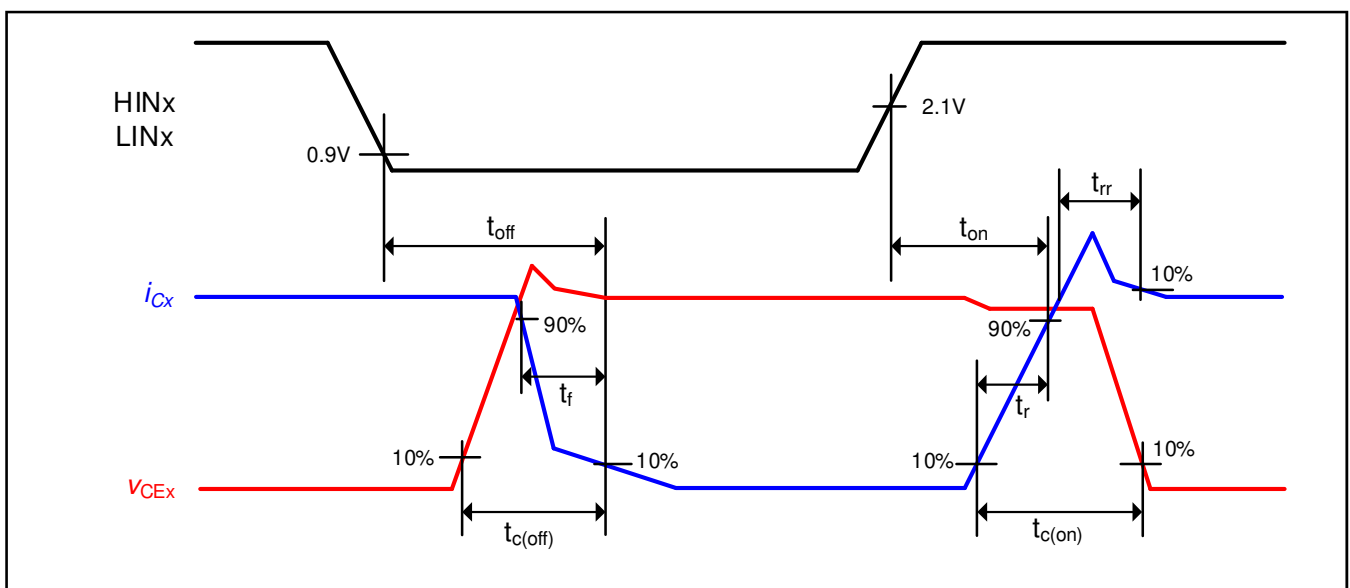 HINx
LINx
0.9V
2.1V
trr
toff
ton
iCx
10%
90%
90%
tf
tr
10%
10%
10%
10%
vCEx
tc(off)
tc(on)